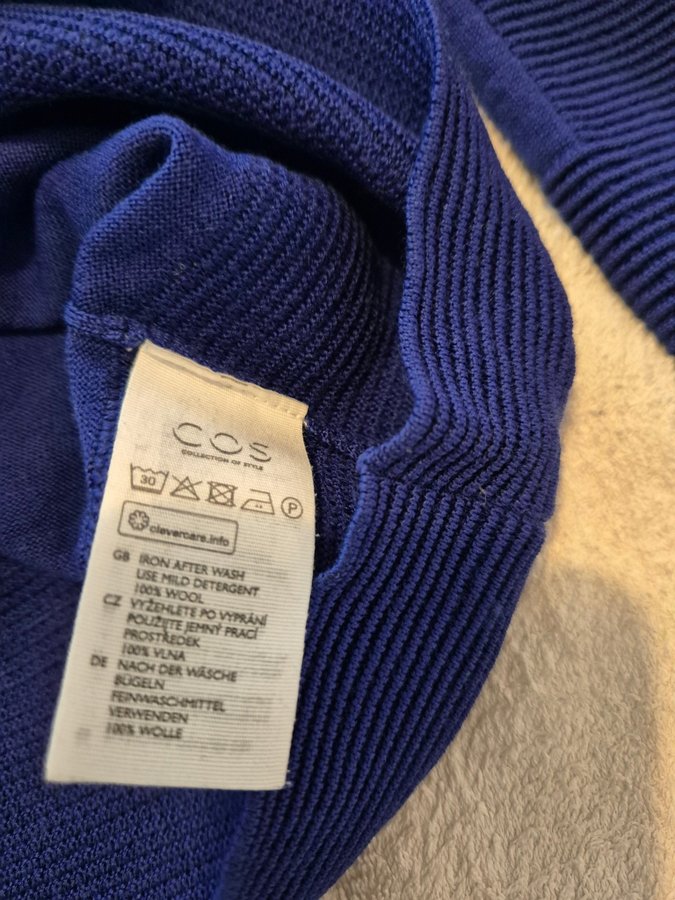 COS
COLLECTION OF STYLE
30
P
clevercare.info
GB IRON AFTER WASH
USE MILD DETERGENT
100% WOOL
CZ VYŽEHLETE PO VYPRÁNÍ
POUŽIJTE JEMNÝ PRACÍ
PROSTŘEDEK
100% VLNA
DE NACH DER WÄSCHE
BÜGELN
FEINWASCHMITTEL
VERWENDEN
100% WOLLE